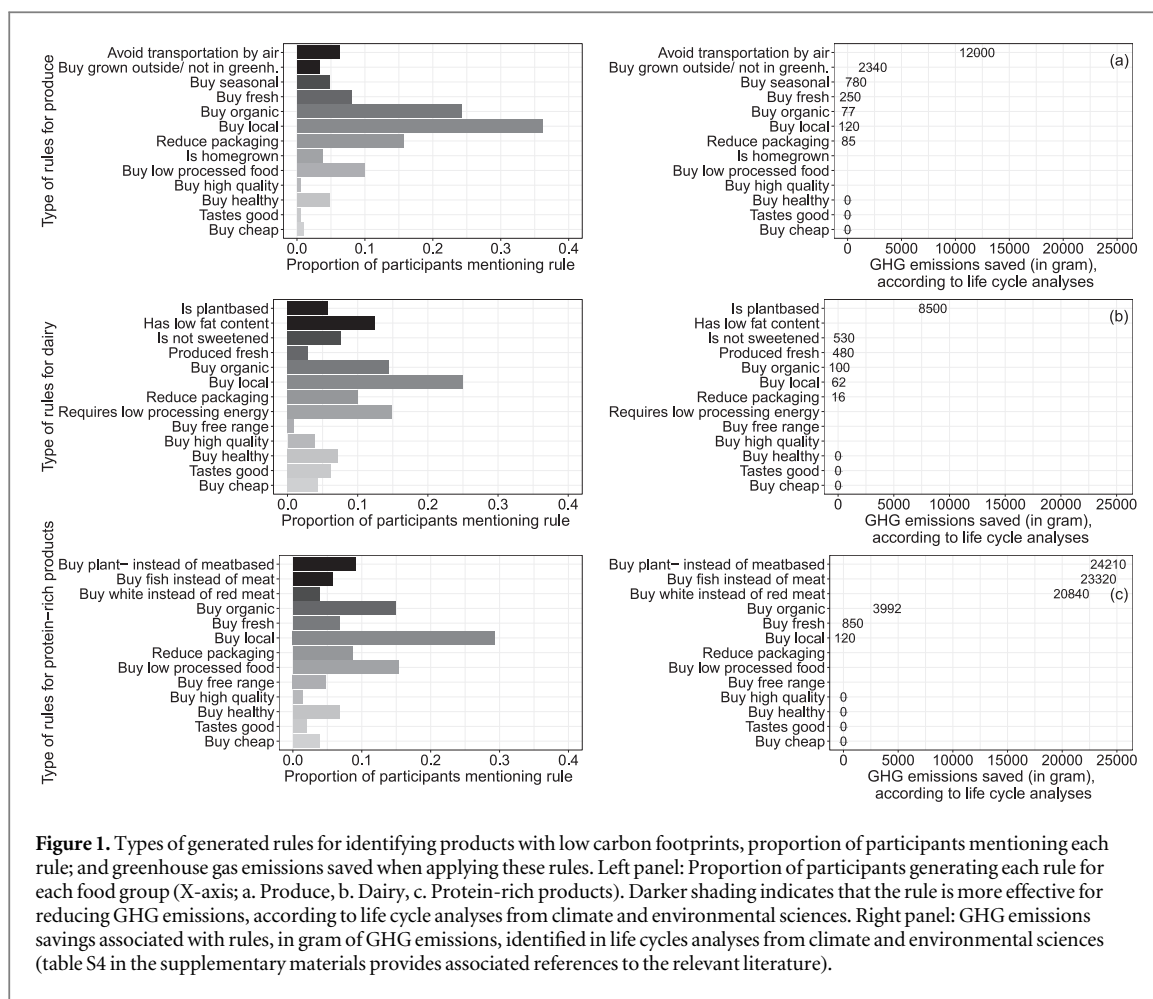 Type of rules for produce
Avoid transportation by air
Buy grown outside/ not in greenh.
Buy seasonal
Buy fresh
Buy organic
Buy local
Reduce packaging
Is homegrown
Buy low processed food
Buy high quality
Buy healthy
Tastes good
Buy cheap
0.0 0.1 0.2 0.3 0.4
Proportion of participants mentioning rule
Avoid transportation by air 12000 (a)
Buy grown outside/ not in greenh. 2340
Buy seasonal 780
Buy fresh 250
Buy organic 77
Buy local 120
Reduce packaging 85
Is homegrown
Buy low processed food
Buy high quality
Buy healthy 0
Tastes good 0
Buy cheap 0
0 5000 10000 15000 20000 25000
GHG emissions saved (in gram),
according to life cycle analyses
Type of rules for dairy
Is plantbased
Has low fat content
Is not sweetened
Produced fresh
Buy organic
Buy local
Reduce packaging
Requires low processing energy
Buy free range
Buy high quality
Buy healthy
Tastes good
Buy cheap
0.0 0.1 0.2 0.3 0.4
Proportion of participants mentioning rule
Is plantbased 8500 (b)
Has low fat content
Is not sweetened 530
Produced fresh 480
Buy organic 100
Buy local 62
Reduce packaging 16
Requires low processing energy
Buy free range
Buy high quality
Buy healthy 0
Tastes good 0
Buy cheap 0
0 5000 10000 15000 20000 25000
GHG emissions saved (in gram),
according to life cycle analyses
Type of rules for protein−rich products
Buy plant− instead of meatbased
Buy fish instead of meat
Buy white instead of red meat
Buy organic
Buy fresh
Buy local
Reduce packaging
Buy low processed food
Buy free range
Buy high quality
Buy healthy
Tastes good
Buy cheap
0.0 0.1 0.2 0.3 0.4
Proportion of participants mentioning rule
Buy plant− instead of meatbased 24210
Buy fish instead of meat 23320
Buy white instead of red meat 20840 (c)
Buy organic 3992
Buy fresh 850
Buy local 120
Reduce packaging
Buy low processed food
Buy free range
Buy high quality 0
Buy healthy 0
Tastes good 0
Buy cheap 0
0 5000 10000 15000 20000 25000
GHG emissions saved (in gram),
according to life cycle analyses
Figure 1. Types of generated rules for identifying products with low carbon footprints, proportion of participants mentioning each
rule; and greenhouse gas emissions saved when applying these rules. Left panel: Proportion of participants generating each rule for
each food group (X-axis; a. Produce, b. Dairy, c. Protein-rich products). Darker shading indicates that the rule is more effective for
reducing GHG emissions, according to life cycle analyses from climate and environmental sciences. Right panel: GHG emissions
savings associated with rules, in gram of GHG emissions, identified in life cycles analyses from climate and environmental sciences
(table S4 in the supplementary materials provides associated references to the relevant literature).